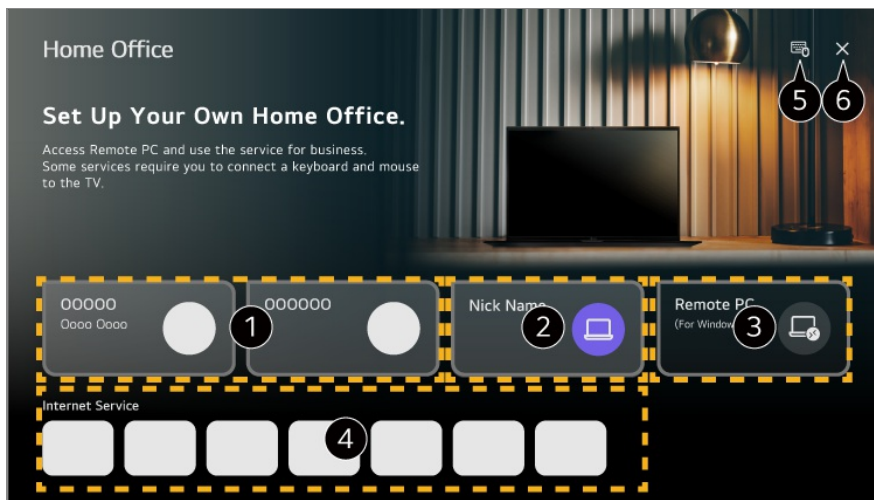 Home Office
5
6
Set Up Your Own Home Office.
Access Remote PC and use the service for business.
Some services require you to connect a keyboard and mouse
to the TV.
OOOOO
Oooo Oooo
1
OOOOOO
Nick Name
2
Remote PC
(For Window
3
Internet Service
4